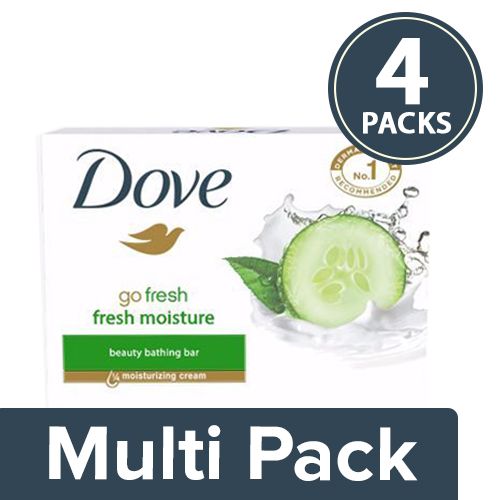 4
PACKS
Dove
No.1
RECOMMENDED
go fresh
fresh moisture
beauty bathing bar
¼ moisturizing cream
Multi Pack